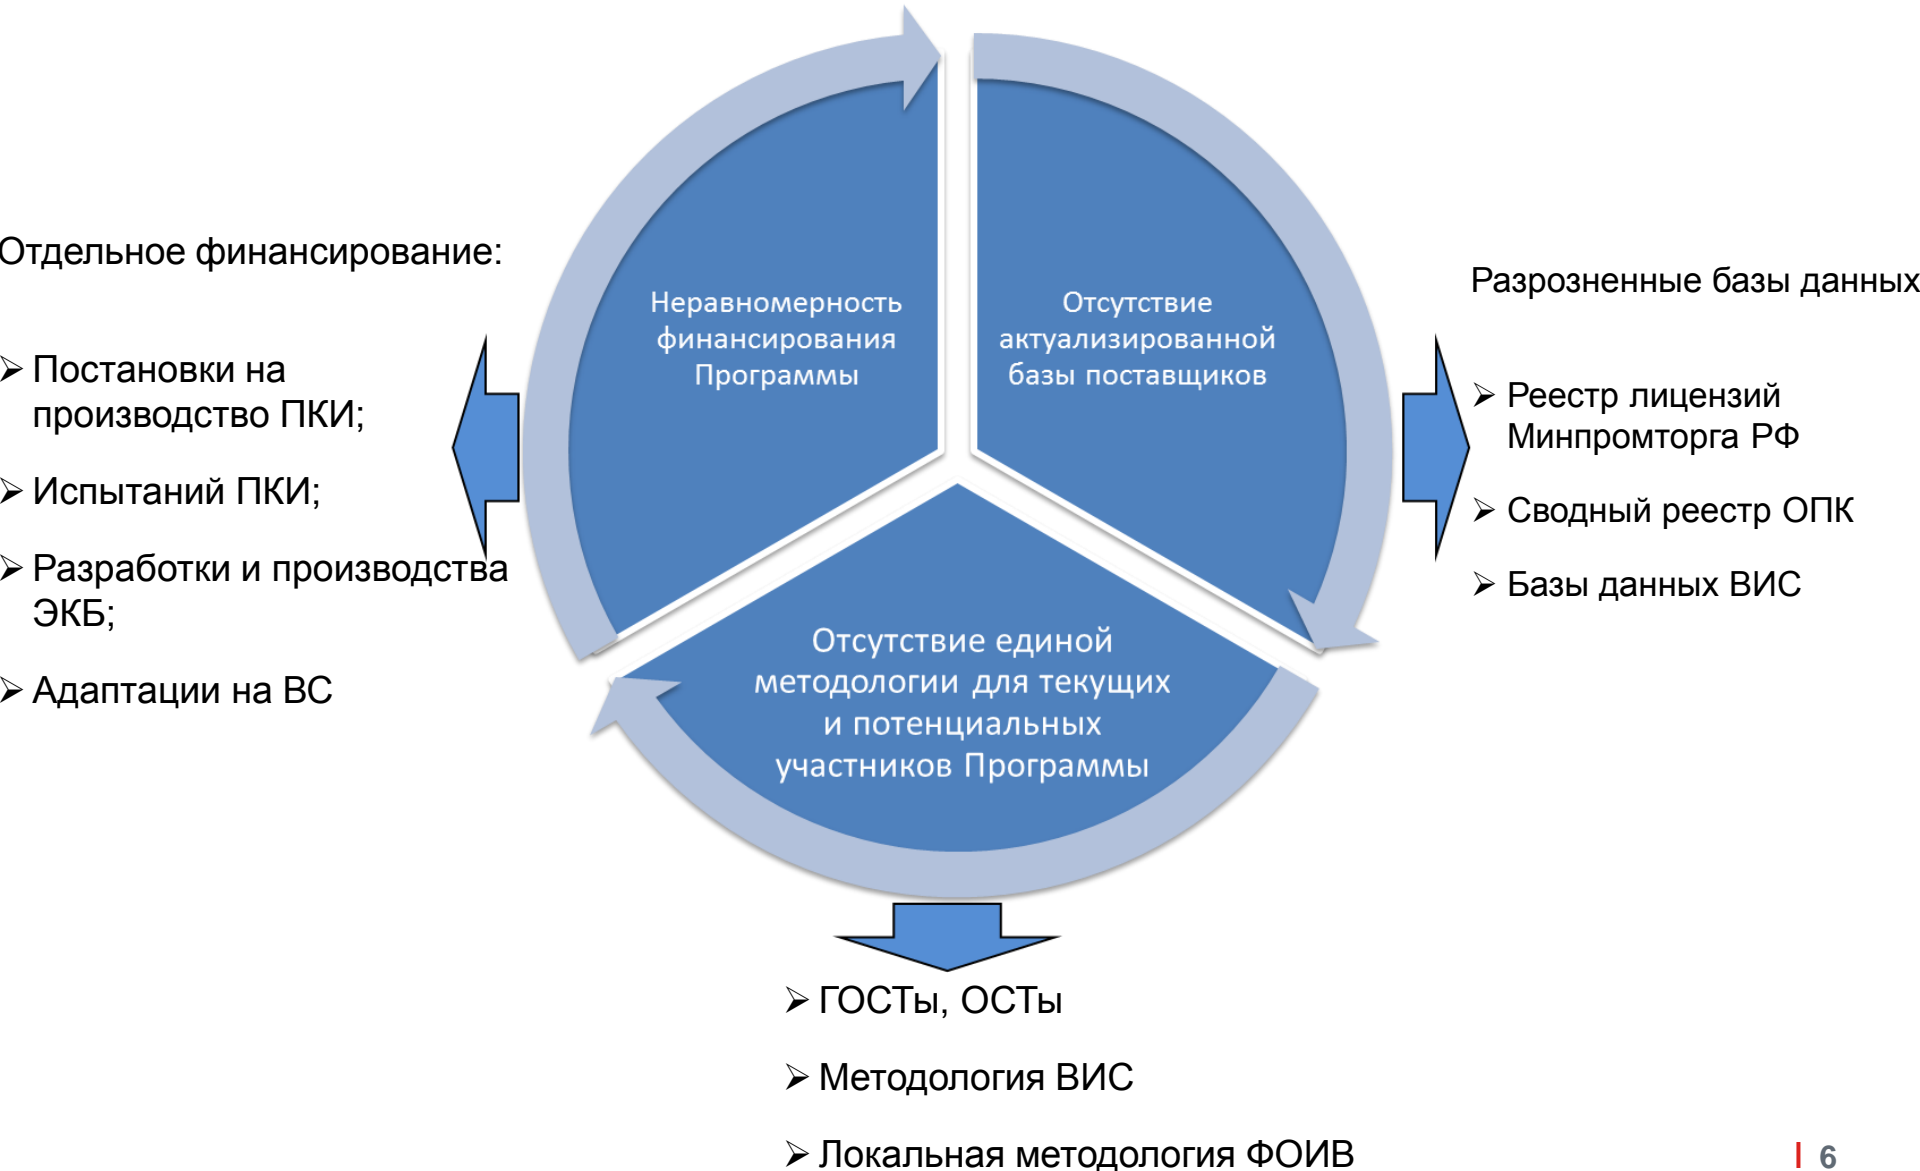 Отдельное финансирование:
➢ Постановки на
производство ПКИ;
➢ Испытаний ПКИ;
➢ Разработки и производства
ЭКБ;
➢ Адаптации на ВС
Неравномерность
финансирования
Программы
Отсутствие
актуализированной
базы поставщиков
Отсутствие единой
методологии для текущих
и потенциальных
участников Программы
Разрозненные базы данных
➢ Реестр лицензий
Минпромторга РФ
➢ Сводный реестр ОПК
➢ Базы данных ВИС
➢ ГОСТы, ОСТы
➢ Методология ВИС
➢ Локальная методология ФОИВ
6